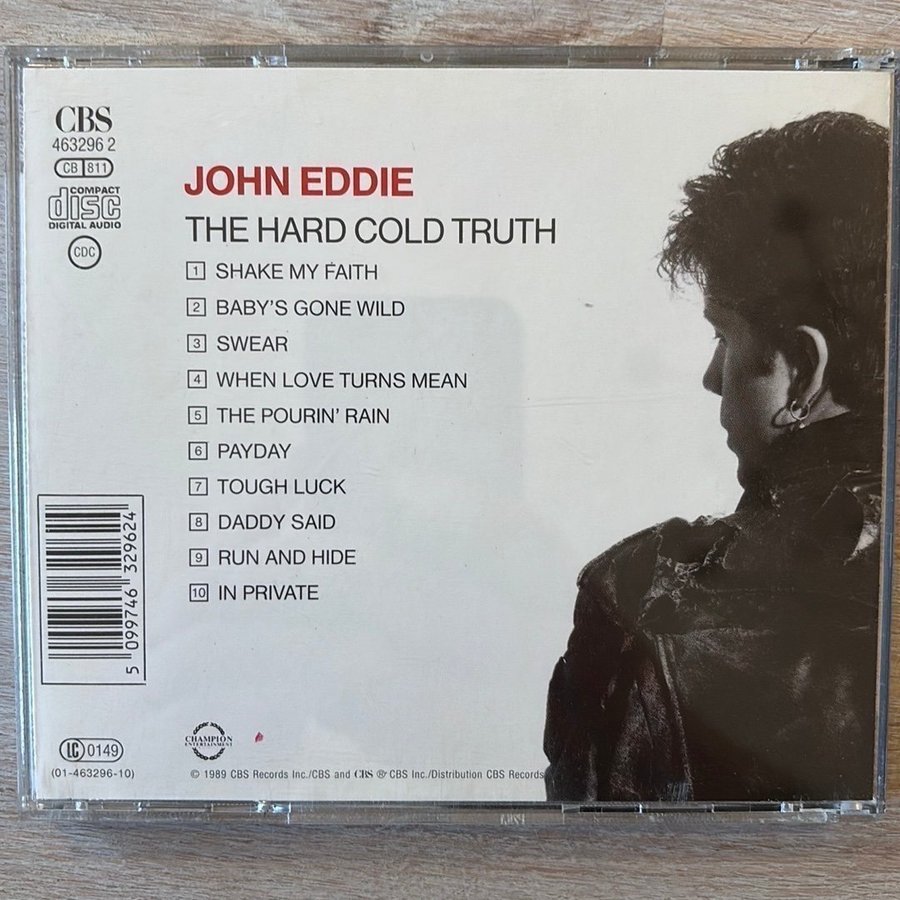 CBS
463296 2
CB 811
COMPACT
disc
DIGITAL AUDIO
CDC
JOHN EDDIE
THE HARD COLD TRUTH
1 SHAKE MY FAITH
2 BABY'S GONE WILD
3 SWEAR
4 WHEN LOVE TURNS MEAN
5 THE POURIN' RAIN
6 PAYDAY
7 TOUGH LUCK
8 DADDY SAID
9 RUN AND HIDE
10 IN PRIVATE
5 099746 329624
LC 0149
(01-463296-10)
CHAMPION
ENTERTAINMENT
© 1989 CBS Records Inc./CBS and CBS ® CBS Inc./Distribution CBS Records